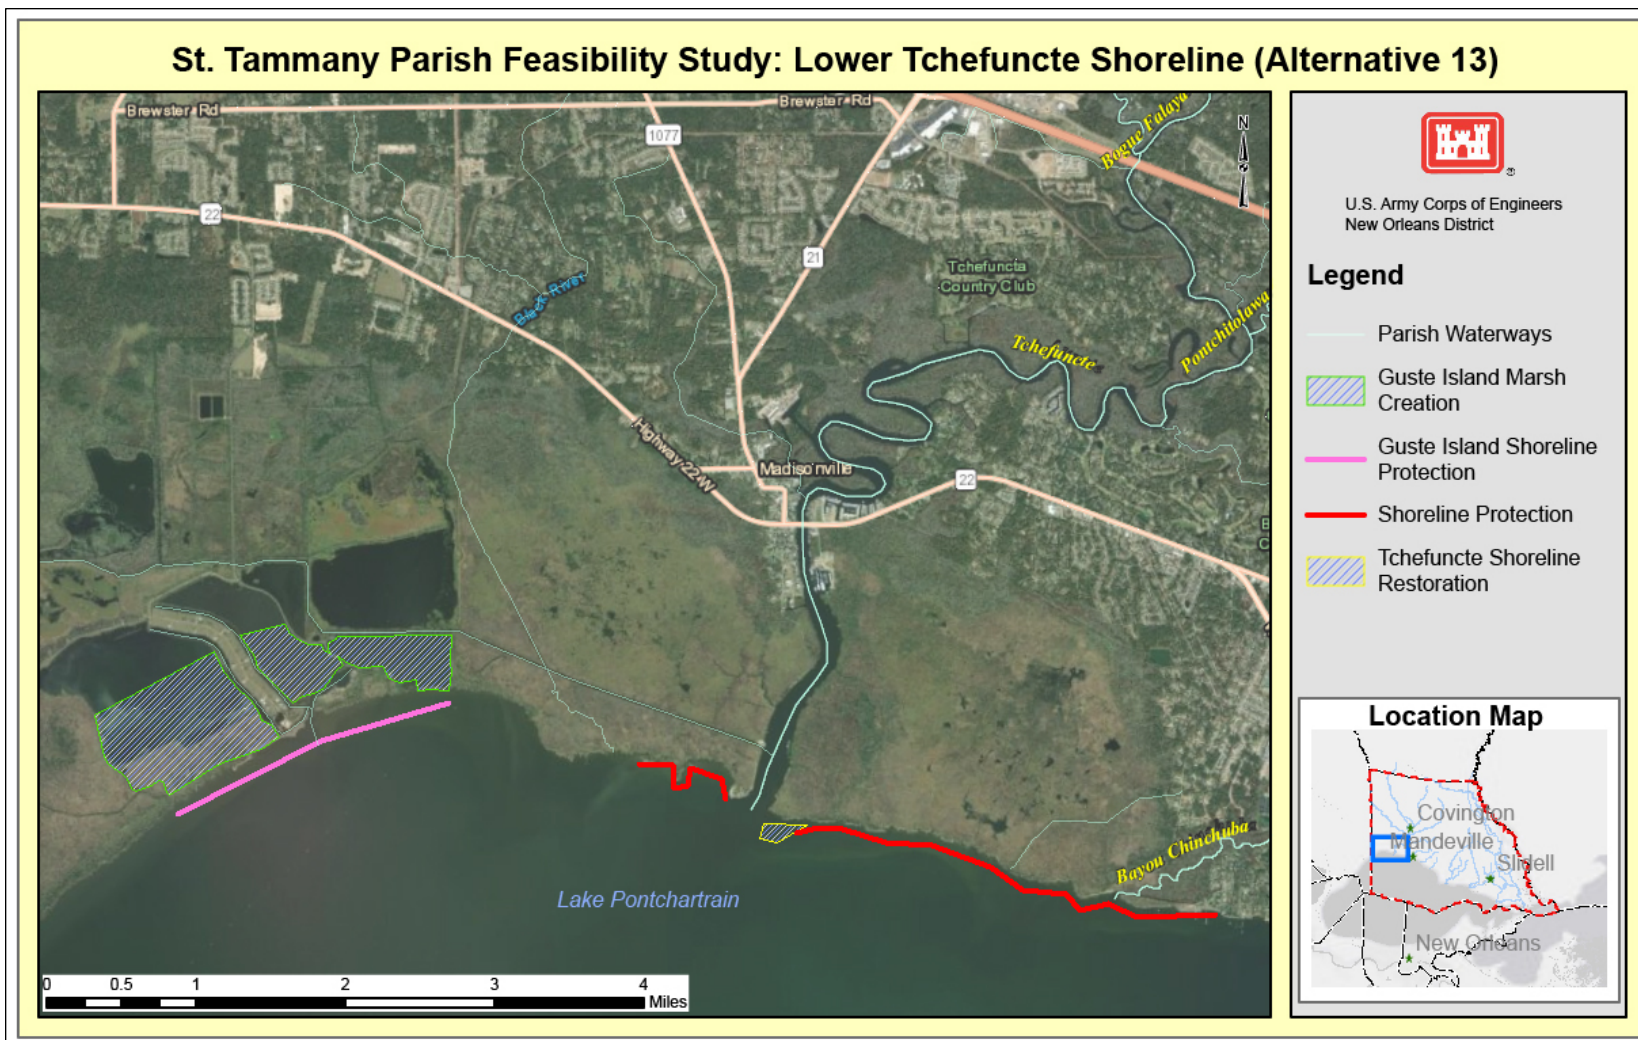 St. Tammany Parish Feasibility Study: Lower Tchefuncte Shoreline (Alternative 13)
Brewster Rd
Brewster Rd
Bogue Falaya
N
1077
22
21
Tchefuncta
Country Club
Black River
Tchefuncte
Pontchitolawa
Highway 22 W
Madisonville
22
Bayou Chinchuba
Lake Pontchartrain
0 0.5 1 2 3 4
Miles
®
U.S. Army Corps of Engineers
New Orleans District
Legend
Parish Waterways
Guste Island Marsh
Creation
Guste Island Shoreline
Protection
Shoreline Protection
Tchefuncte Shoreline
Restoration
Location Map
Covington
Mandeville
Slidell
New Orleans